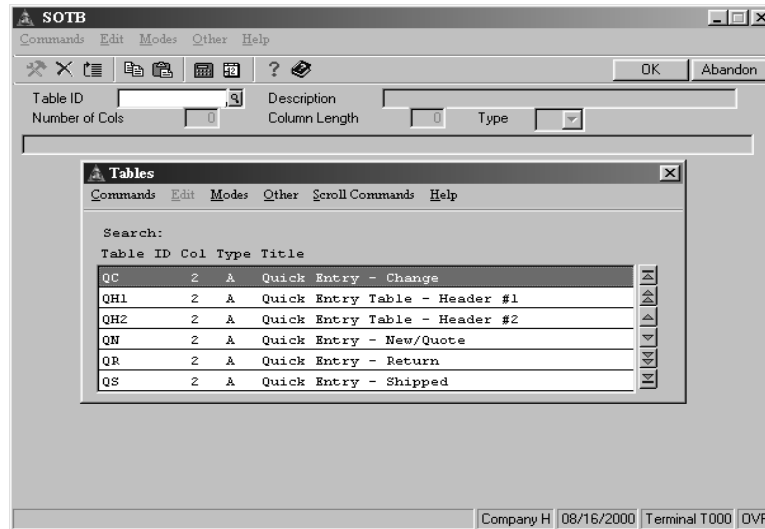 SOTB
Commands Edit Modes Other Help
OK Abandon
Table ID Description
Number of Cols 0 Column Length 0 Type
Tables
Commands Edit Modes Other Scroll Commands Help
Search:
Table ID Col Type Title
QC 2 A Quick Entry - Change
QH1 2 A Quick Entry Table - Header #1
QH2 2 A Quick Entry Table - Header #2
QN 2 A Quick Entry - New/Quote
QR 2 A Quick Entry - Return
QS 2 A Quick Entry - Shipped
Company H 08/16/2000 Terminal T000 OVR